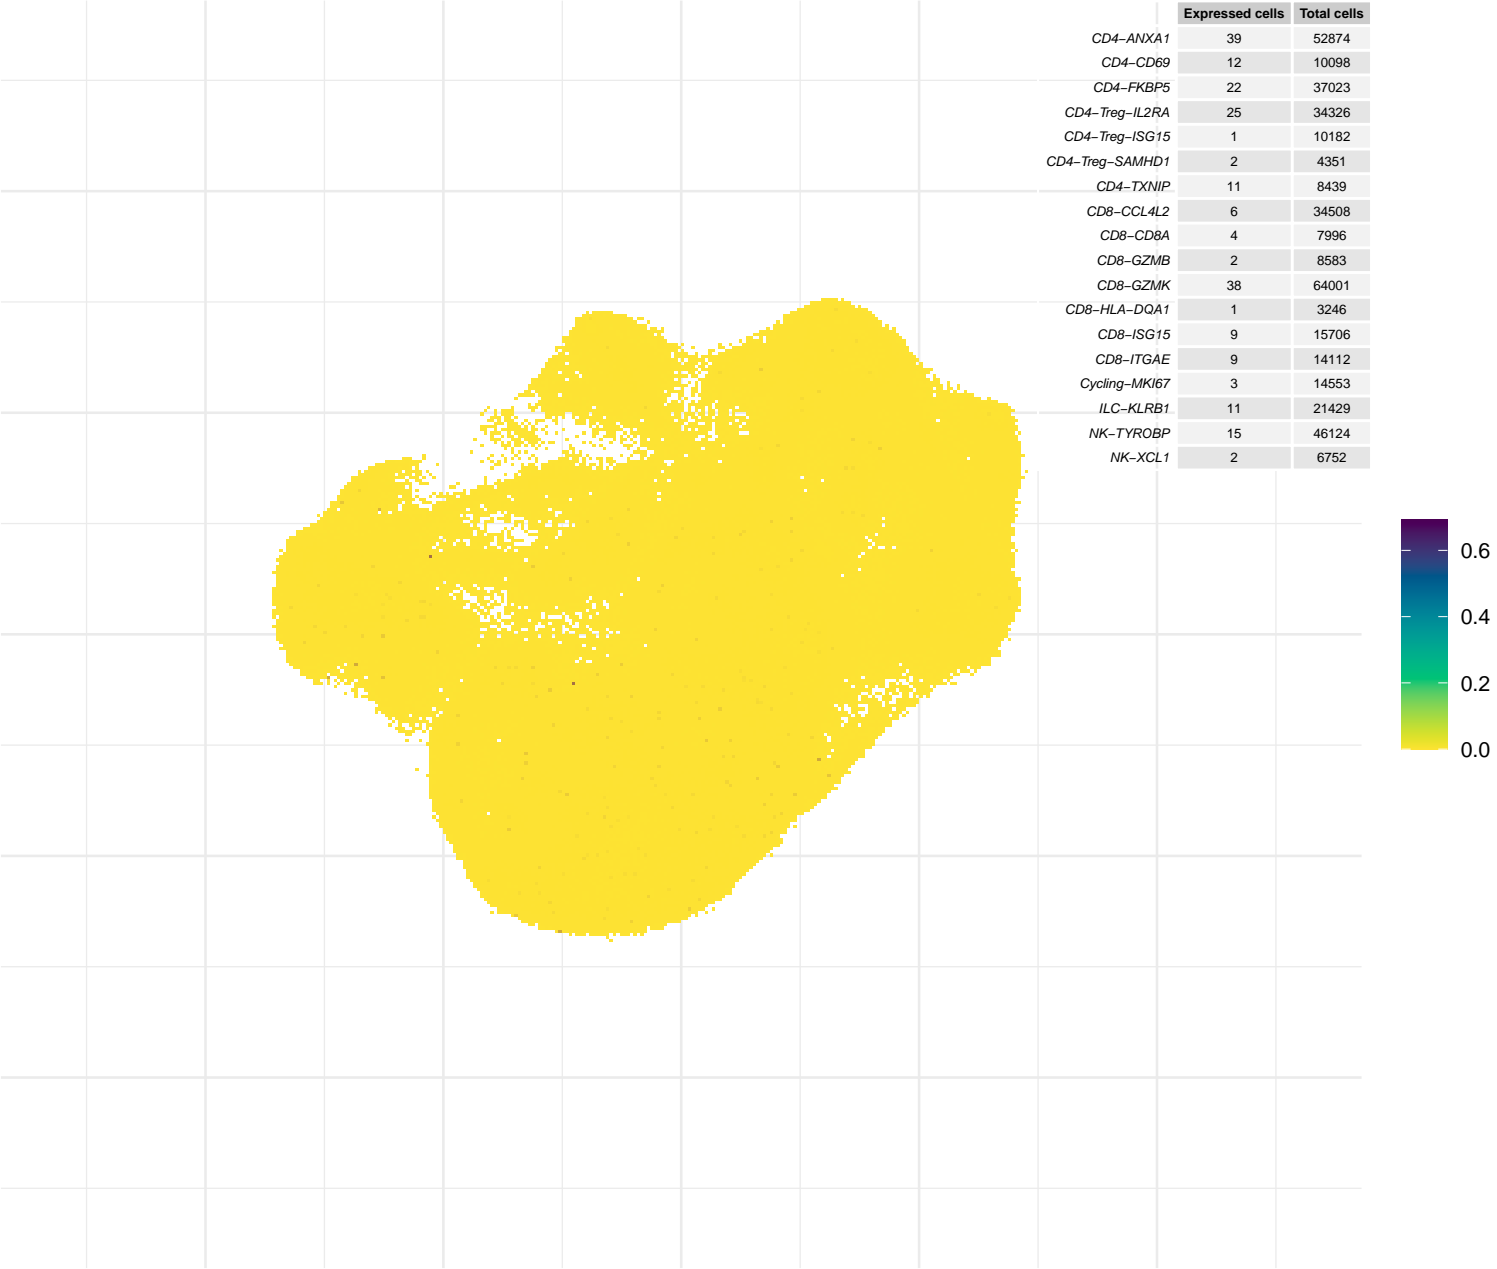 Expressed cells Total cells
CD4−ANXA1 39 52874
CD4−CD69 12 10098
CD4−FKBP5 22 37023
CD4−Treg−IL2RA 25 34326
CD4−Treg−ISG15 1 10182
CD4−Treg−SAMHD1 2 4351
CD4−TXNIP 11 8439
CD8−CCL4L2 6 34508
CD8−CD8A 4 7996
CD8−GZMB 2 8583
CD8−GZMK 38 64001
CD8−HLA−DQA1 1 3246
CD8−ISG15 9 15706
CD8−ITGAE 9 14112
Cycling−MKI67 3 14553
ILC−KLRB1 11 21429
NK−TYROBP 15 46124
NK−XCL1 2 6752
0.6
0.4
0.2
0.0